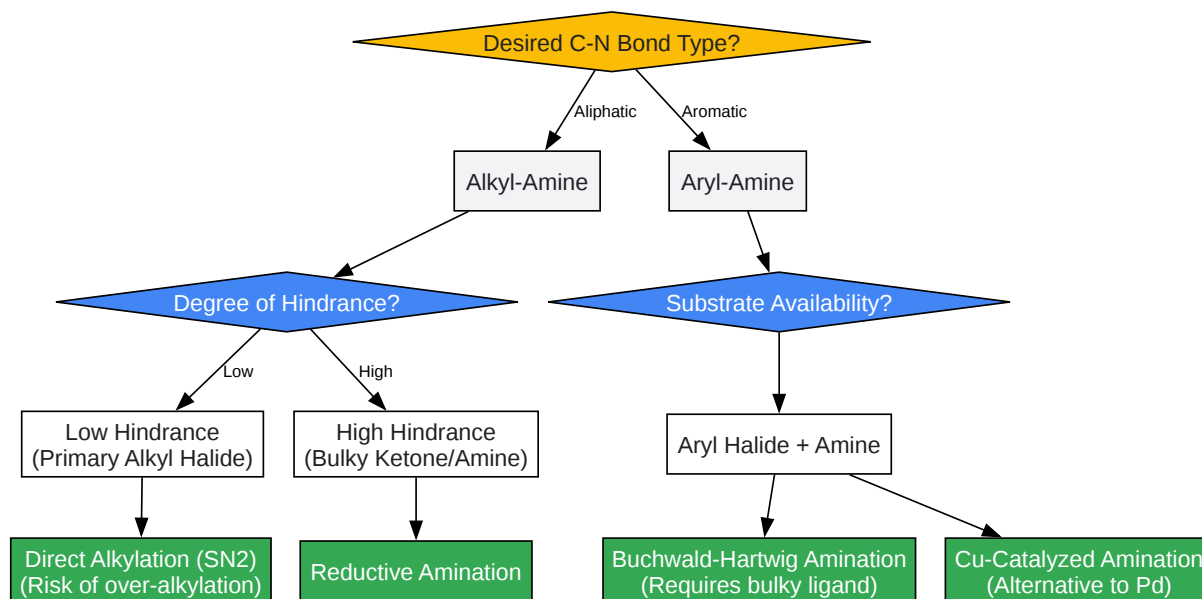 Desired C-N Bond Type?
Aliphatic
Aromatic
Alkyl-Amine
Aryl-Amine
Degree of Hindrance?
Substrate Availability?
Low
High
Low Hindrance
(Primary Alkyl Halide)
High Hindrance
(Bulky Ketone/Amine)
Aryl Halide + Amine
Direct Alkylation (SN2)
(Risk of over-alkylation)
Reductive Amination
Buchwald-Hartwig Amination
(Requires bulky ligand)
Cu-Catalyzed Amination
(Alternative to Pd)